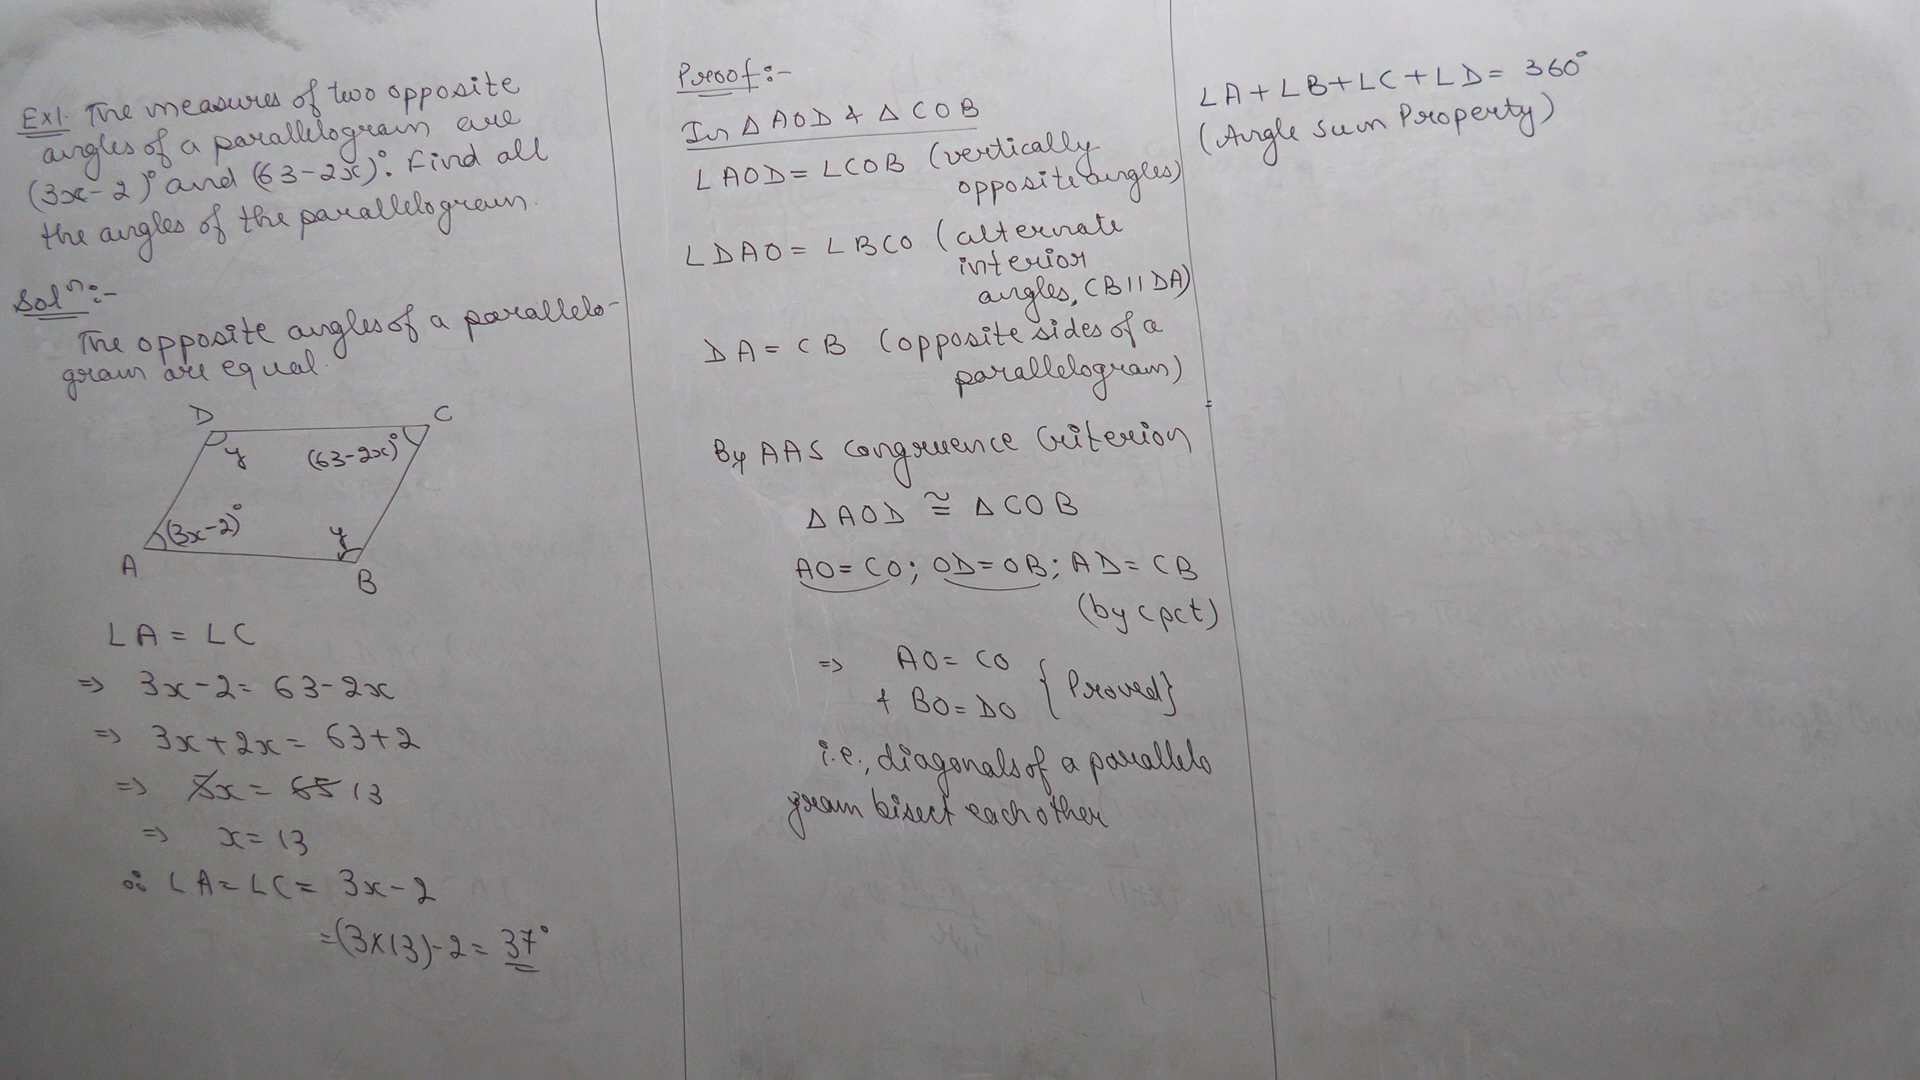 Ex1. The measures of two opposite
angles of a parallelogram are
(3x-2)° and (63-2x)°. Find all
the angles of the parallelogram.
Solⁿ:-
The opposite angles of a parallelo-
gram are equal.
D
C
y
(63-2x)°
(3x-2)°
y
A
B
∠A = ∠C
⇒ 3x-2 = 63-2x
⇒ 3x+2x = 63+2
⇒ 5x = 65 13
⇒ x = 13
∴ ∠A = ∠C = 3x-2
=(3×13)-2 = 37°
Proof:-
In △AOD & △COB
∠AOD = ∠COB (vertically
opposite angles)
∠DAO = ∠BCO (alternate
interior
angles, CB||DA)
DA = CB (opposite sides of a
parallelogram)
By AAS Congruence Criterion
△AOD ≅ △COB
AO = CO; OD = OB; AD = CB
(by cpct)
⇒ AO = CO
& BO = DO { Proved}
i.e., diagonals of a parallelo
gram bisect each other
∠A+∠B+∠C+∠D = 360°
(Angle Sum Property)